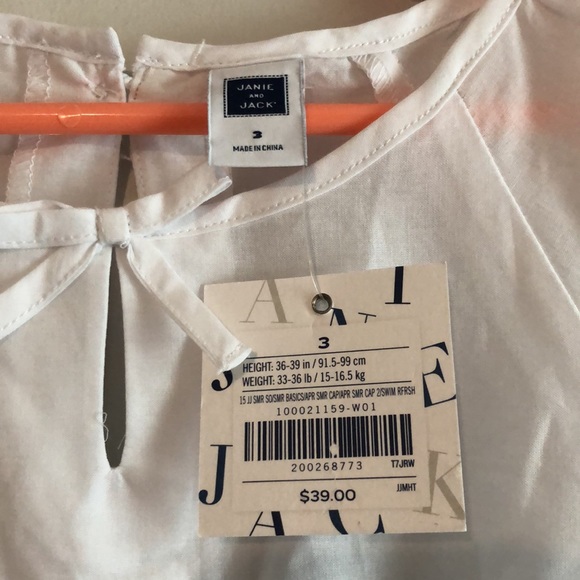 JANIE
AND
JACK
3
MADE IN CHINA
A I
N
3
HEIGHT: 36-39 in / 91.5-99 cm
WEIGHT: 33-36 lb / 15-16.5 kg
J
E
15 JJ SMR SO/SMR BASICS/APR SMR CAP/APR SMR CAP 2/SWIM RFRSH
100021159-W01
200268773
T7JRW
JJMHT
$39.00
J
K
A C